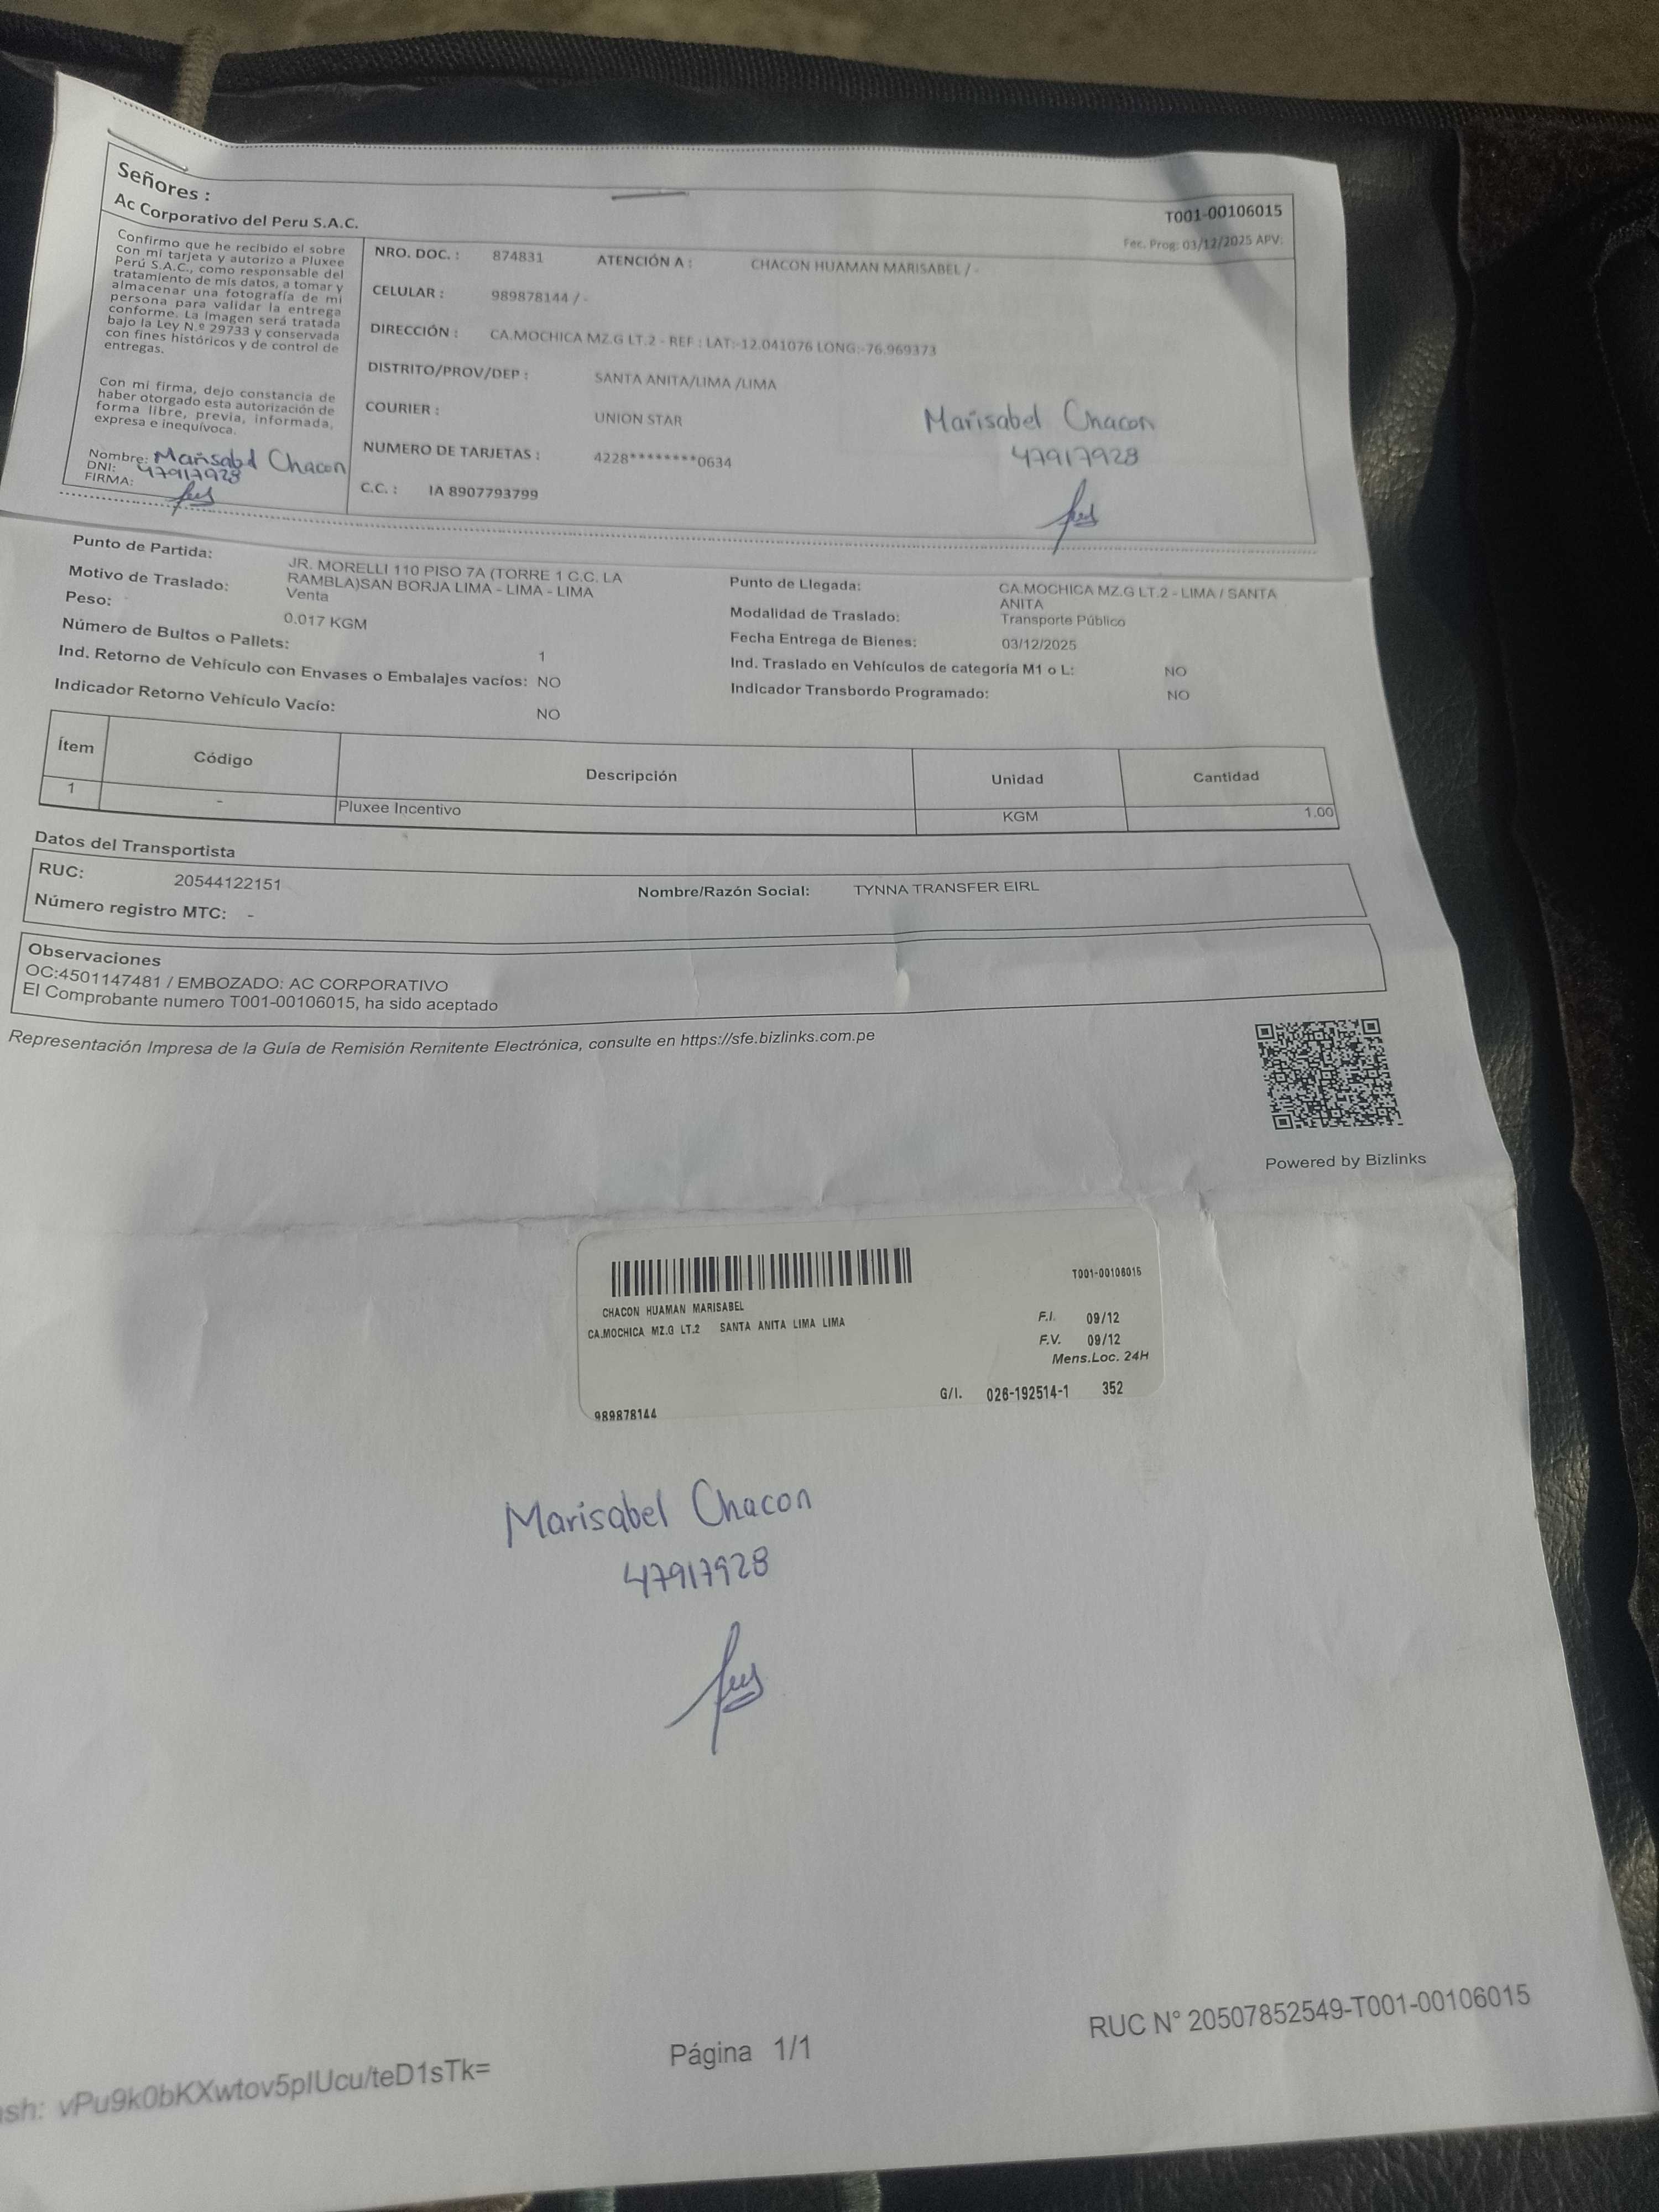 Señores :
Ac Corporativo del Peru S.A.C.
T001-00106015
Fec. Prog: 03/12/2025 APV:
Confirmo que he recibido el sobre
con mi tarjeta y autorizo a Pluxee
Perú S.A.C., como responsable del
tratamiento de mis datos, a tomar y
almacenar una fotografía de mi
persona para validar la entrega
conforme. La imagen será tratada
bajo la Ley N.º 29733 y conservada
con fines históricos y de control de
entregas.
Con mi firma, dejo constancia de
haber otorgado esta autorización de
forma libre, previa, informada,
expresa e inequívoca.
Nombre: Marisabel Chacon
DNI: 47917928
FIRMA:
NRO. DOC. : 874831 ATENCIÓN A : CHACON HUAMAN MARISABEL / -
CELULAR : 989878144 / -
DIRECCIÓN : CA.MOCHICA MZ.G LT.2 - REF : LAT:-12.041076 LONG:-76.969373
DISTRITO/PROV/DEP : SANTA ANITA/LIMA /LIMA
COURIER : UNION STAR
NUMERO DE TARJETAS : 4228********0634
C.C. : IA 8907793799
Marisabel Chacon
47917928
Punto de Partida: JR. MORELLI 110 PISO 7A (TORRE 1 C.C. LA
RAMBLA)SAN BORJA LIMA - LIMA - LIMA
Motivo de Traslado: Venta
Peso: 0.017 KGM
Número de Bultos o Pallets: 1
Ind. Retorno de Vehículo con Envases o Embalajes vacíos: NO
Indicador Retorno Vehículo Vacío: NO
Punto de Llegada: CA.MOCHICA MZ.G LT.2 - LIMA / SANTA
ANITA
Modalidad de Traslado: Transporte Público
Fecha Entrega de Bienes: 03/12/2025
Ind. Traslado en Vehículos de categoría M1 o L: NO
Indicador Transbordo Programado: NO
Ítem Código Descripción Unidad Cantidad
1 - Pluxee Incentivo KGM 1.00
Datos del Transportista
RUC: 20544122151 Nombre/Razón Social: TYNNA TRANSFER EIRL
Número registro MTC: -
Observaciones
OC:4501147481 / EMBOZADO: AC CORPORATIVO
El Comprobante numero T001-00106015, ha sido aceptado
Representación Impresa de la Guía de Remisión Remitente Electrónica, consulte en https://sfe.bizlinks.com.pe
Powered by Bizlinks
T001-00106015
CHACON HUAMAN MARISABEL
CA.MOCHICA MZ.G LT.2 SANTA ANITA LIMA LIMA
F.I. 09/12
F.V. 09/12
Mens.Loc. 24H
G/I. 026-192514-1 352
989878144
Marisabel Chacon
47917928
sh: vPu9k0bKXwtov5pIUcu/teD1sTk=
Página 1/1
RUC N° 20507852549-T001-00106015